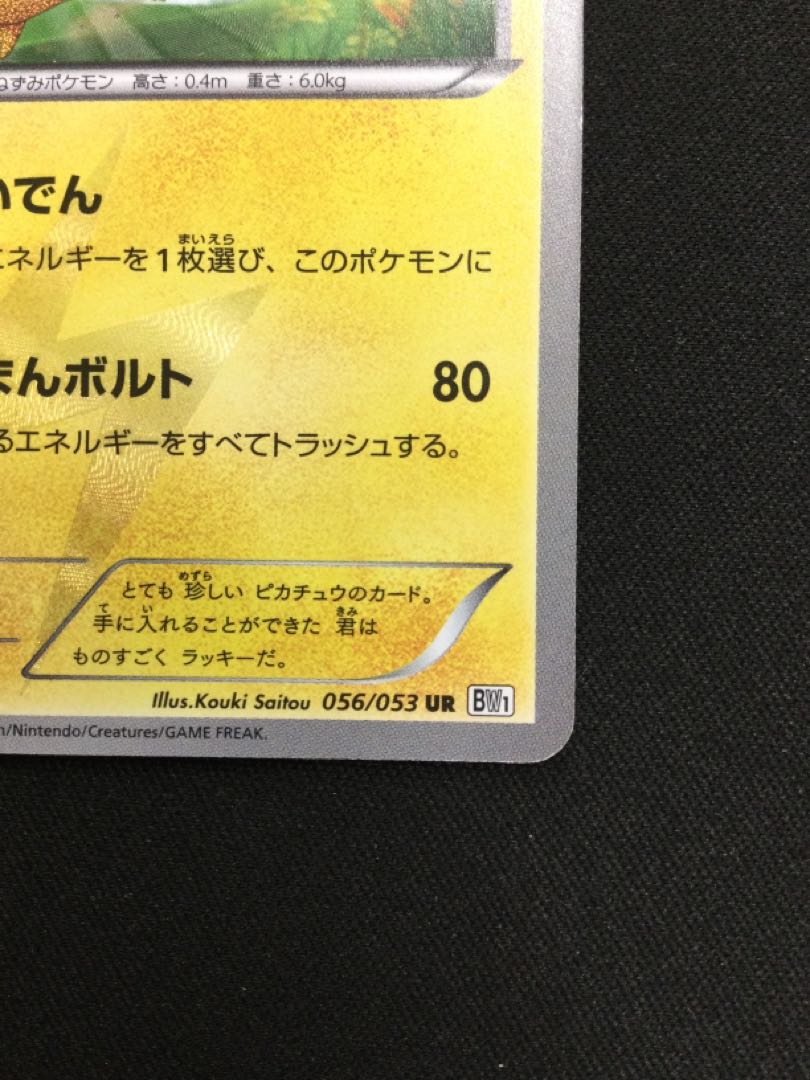 ねずみポケモン 高さ:0.4m 重さ:6.0kg
いでん
エネルギーを1枚選び、このポケモンに
まんボルト 80
るエネルギーをすべてトラッシュする。
とても 珍しい ピカチュウのカード。
手に入れることができた 君は
ものすごく ラッキーだ。
Illus.Kouki Saitou 056/053 UR BW1
/Nintendo/Creatures/GAME FREAK.